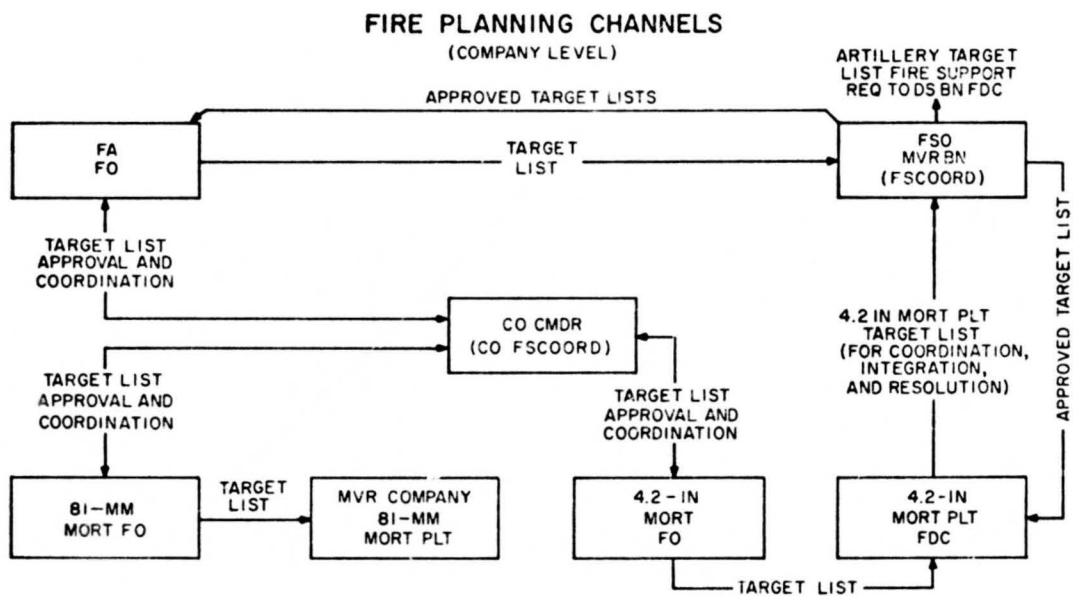 FIRE PLANNING CHANNELS
(COMPANY LEVEL)
ARTILLERY TARGET
LIST FIRE SUPPORT
REQ TO DS BN FDC
APPROVED TARGET LISTS
FA
FO
TARGET
LIST
FSO
MVR BN
(FSCOORD)
TARGET LIST
APPROVAL AND
COORDINATION
CO CMDR
(CO FSCOORD)
4.2 IN MORT PLT
TARGET LIST
(FOR COORDINATION,
INTEGRATION,
AND RESOLUTION)
APPROVED TARGET LIST
TARGET LIST
APPROVAL AND
COORDINATION
TARGET LIST
APPROVAL AND
COORDINATION
81-MM
MORT FO
TARGET
LIST
MVR COMPANY
81-MM
MORT PLT
4.2-IN
MORT
FO
4.2-IN
MORT PLT
FDC
TARGET LIST